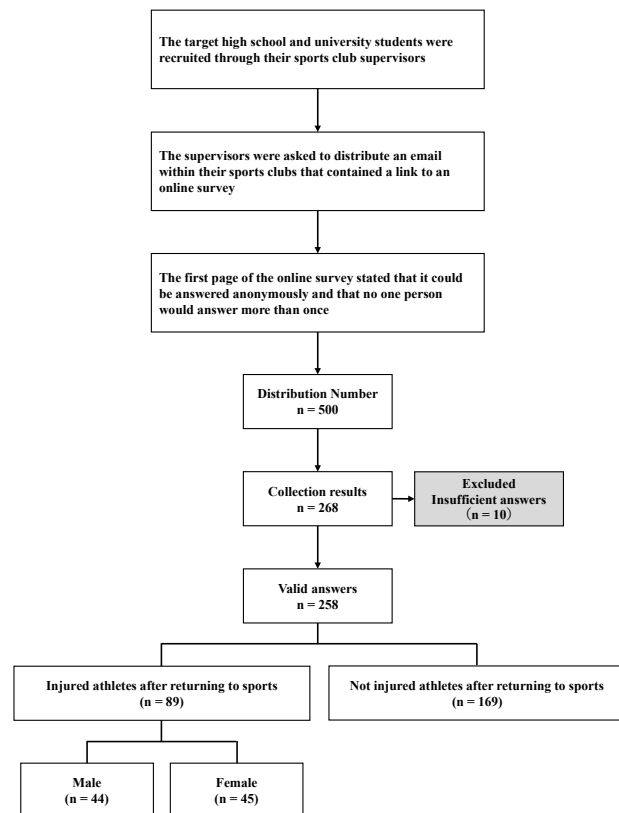 The target high school and university students were
recruited through their sports club supervisors
The supervisors were asked to distribute an email
within their sports clubs that contained a link to an
online survey
The first page of the online survey stated that it could
be answered anonymously and that no one person
would answer more than once
Distribution Number
n = 500
Collection results
n = 268
Excluded
Insufficient answers
（n = 10）
Valid answers
n = 258
Injured athletes after returning to sports
(n = 89)
Not injured athletes after returning to sports
(n = 169)
Male
(n = 44)
Female
(n = 45)